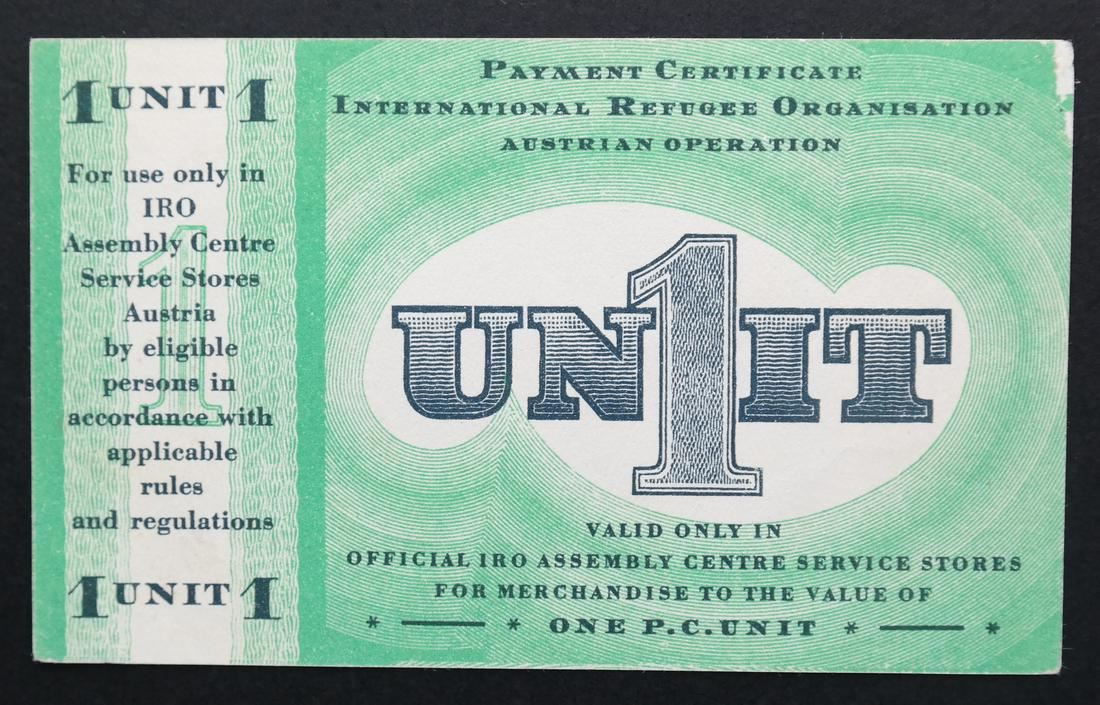 1 UNIT 1
For use only in
IRO
Assembly Centre
Service Stores
Austria
by eligible
persons in
accordance with
applicable
rules
and regulations
1 UNIT 1
1
PAYMENT CERTIFICATE
INTERNATIONAL REFUGEE ORGANISATION
AUSTRIAN OPERATION
UN1IT
VALID ONLY IN
OFFICIAL IRO ASSEMBLY CENTRE SERVICE STORES
FOR MERCHANDISE TO THE VALUE OF
* — * ONE P.C.UNIT * — *